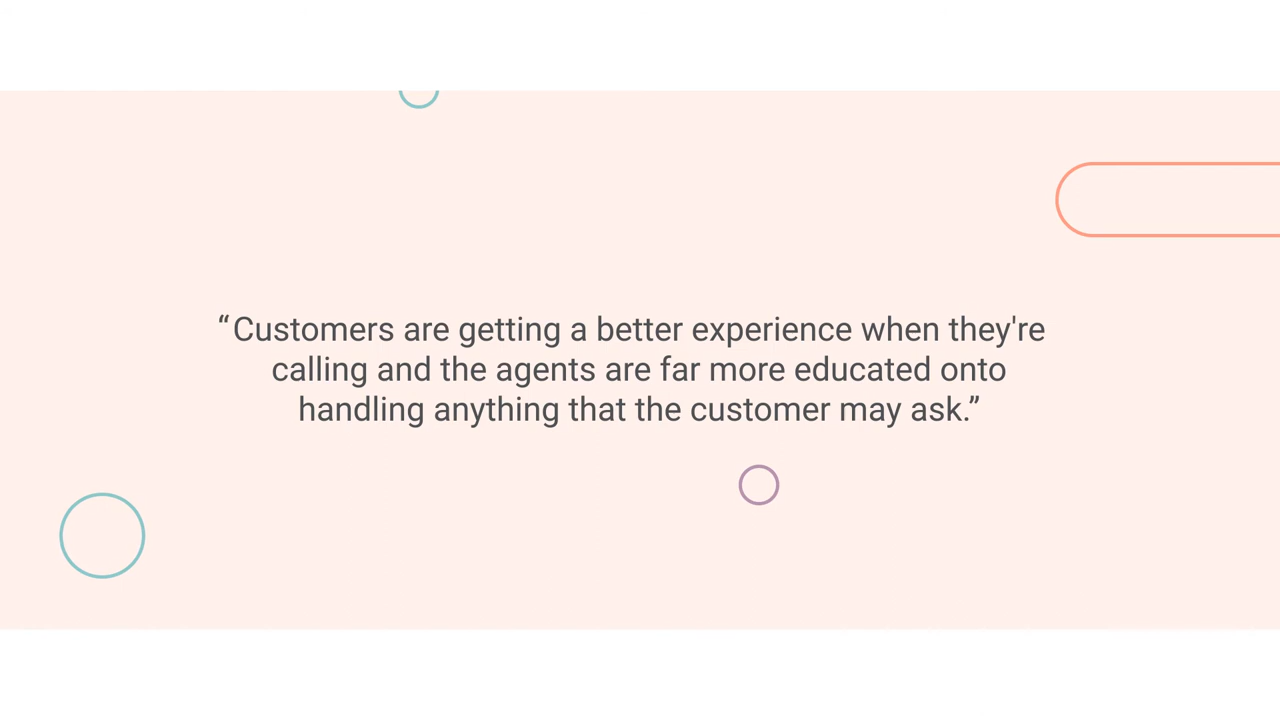 “Customers are getting a better experience when they're
calling and the agents are far more educated onto
handling anything that the customer may ask.”